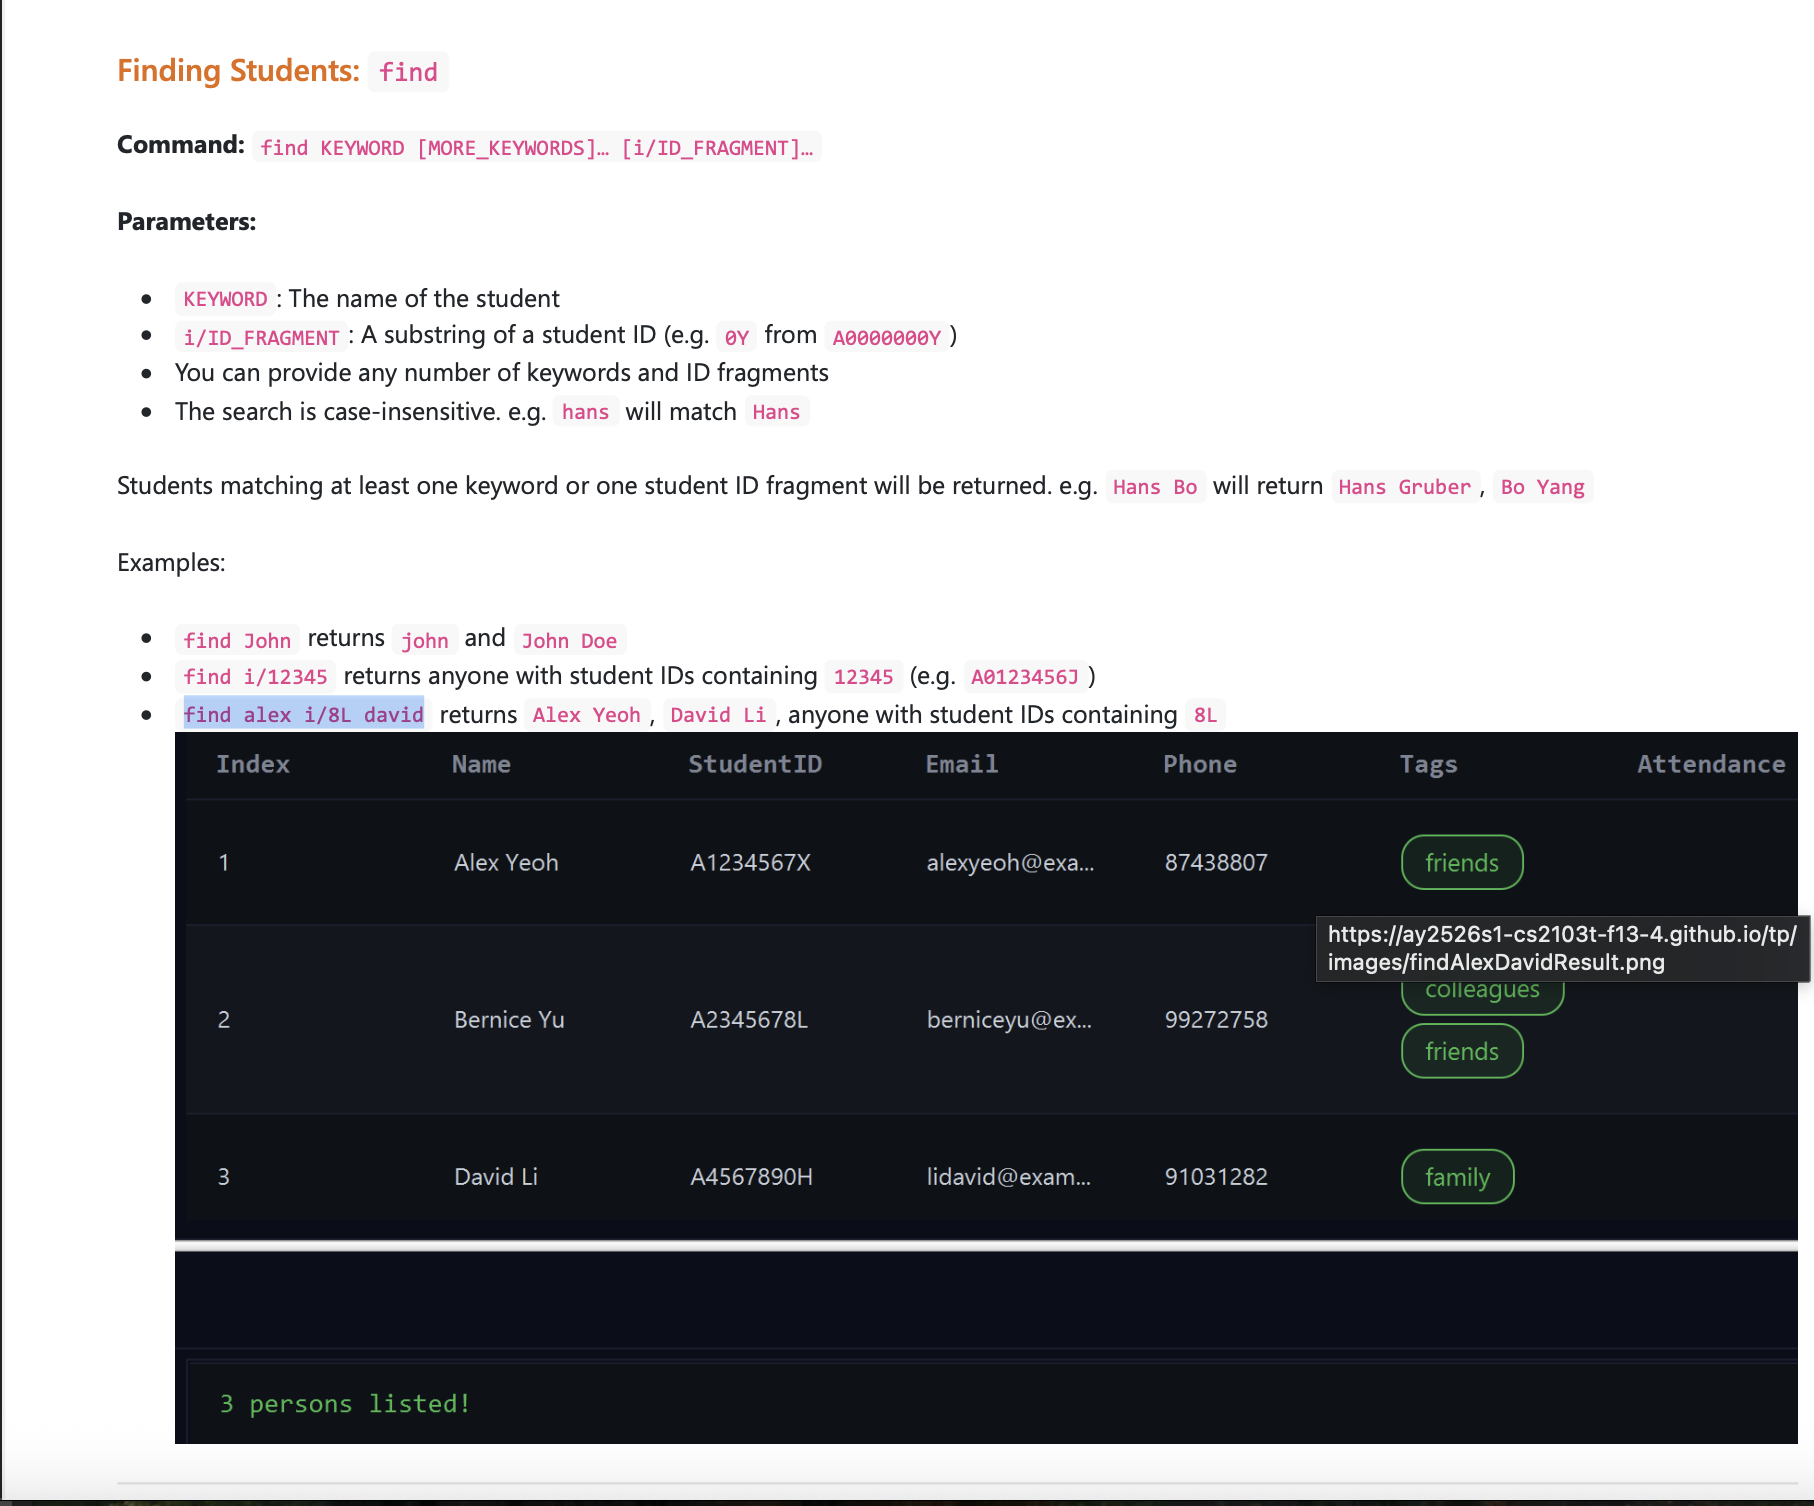 Finding Students: find
Command: find KEYWORD [MORE_KEYWORDS]… [i/ID_FRAGMENT]…
Parameters:
KEYWORD : The name of the student
i/ID_FRAGMENT : A substring of a student ID (e.g. 0Y from A0000000Y )
You can provide any number of keywords and ID fragments
The search is case-insensitive. e.g. hans will match Hans
Students matching at least one keyword or one student ID fragment will be returned. e.g. Hans Bo will return Hans Gruber , Bo Yang
Examples:
find John returns john and John Doe
find i/12345 returns anyone with student IDs containing 12345 (e.g. A0123456J )
find alex i/8L david returns Alex Yeoh , David Li , anyone with student IDs containing 8L
Index Name StudentID Email Phone Tags Attendance
1 Alex Yeoh A1234567X alexyeoh@exa... 87438807 friends
https://ay2526s1-cs2103t-f13-4.github.io/tp/
images/findAlexDavidResult.png
colleagues
2 Bernice Yu A2345678L berniceyu@ex... 99272758
friends
3 David Li A4567890H lidavid@exam... 91031282 family
3 persons listed!